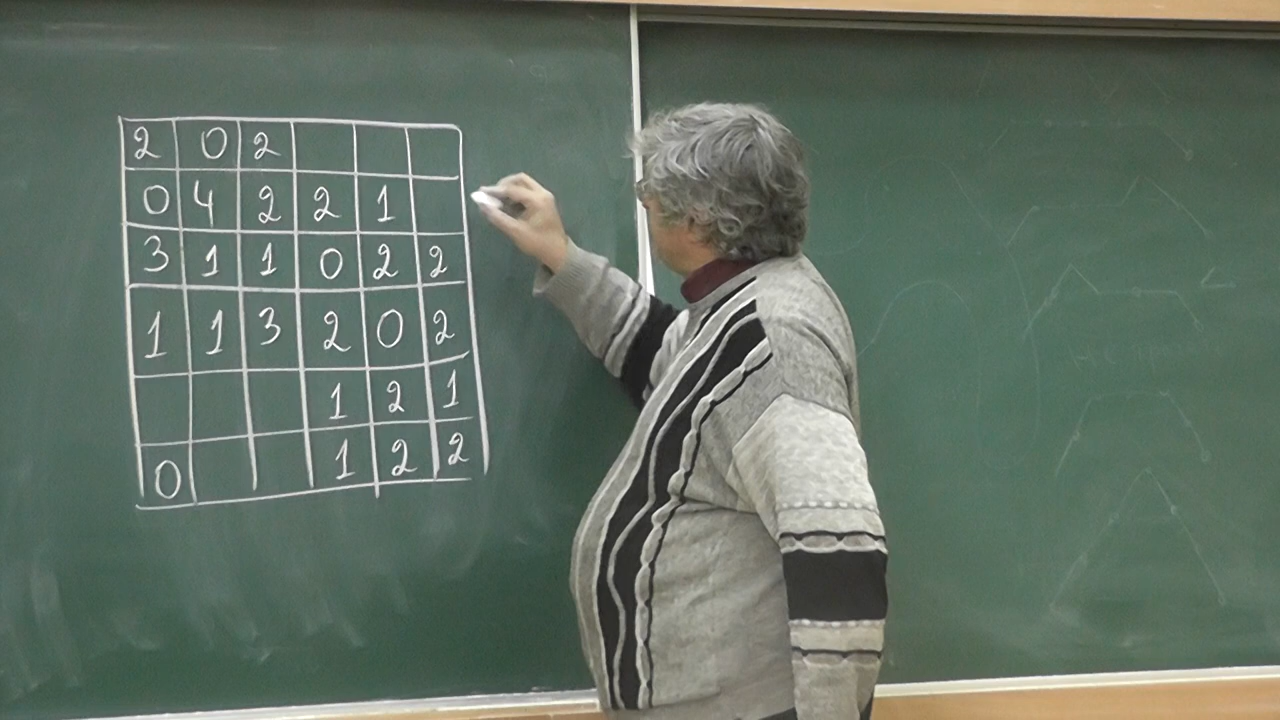 2 0 2
0 4 2 2 1
3 1 1 0 2 2
1 1 3 2 0 2
1 2 1
0 1 2 2